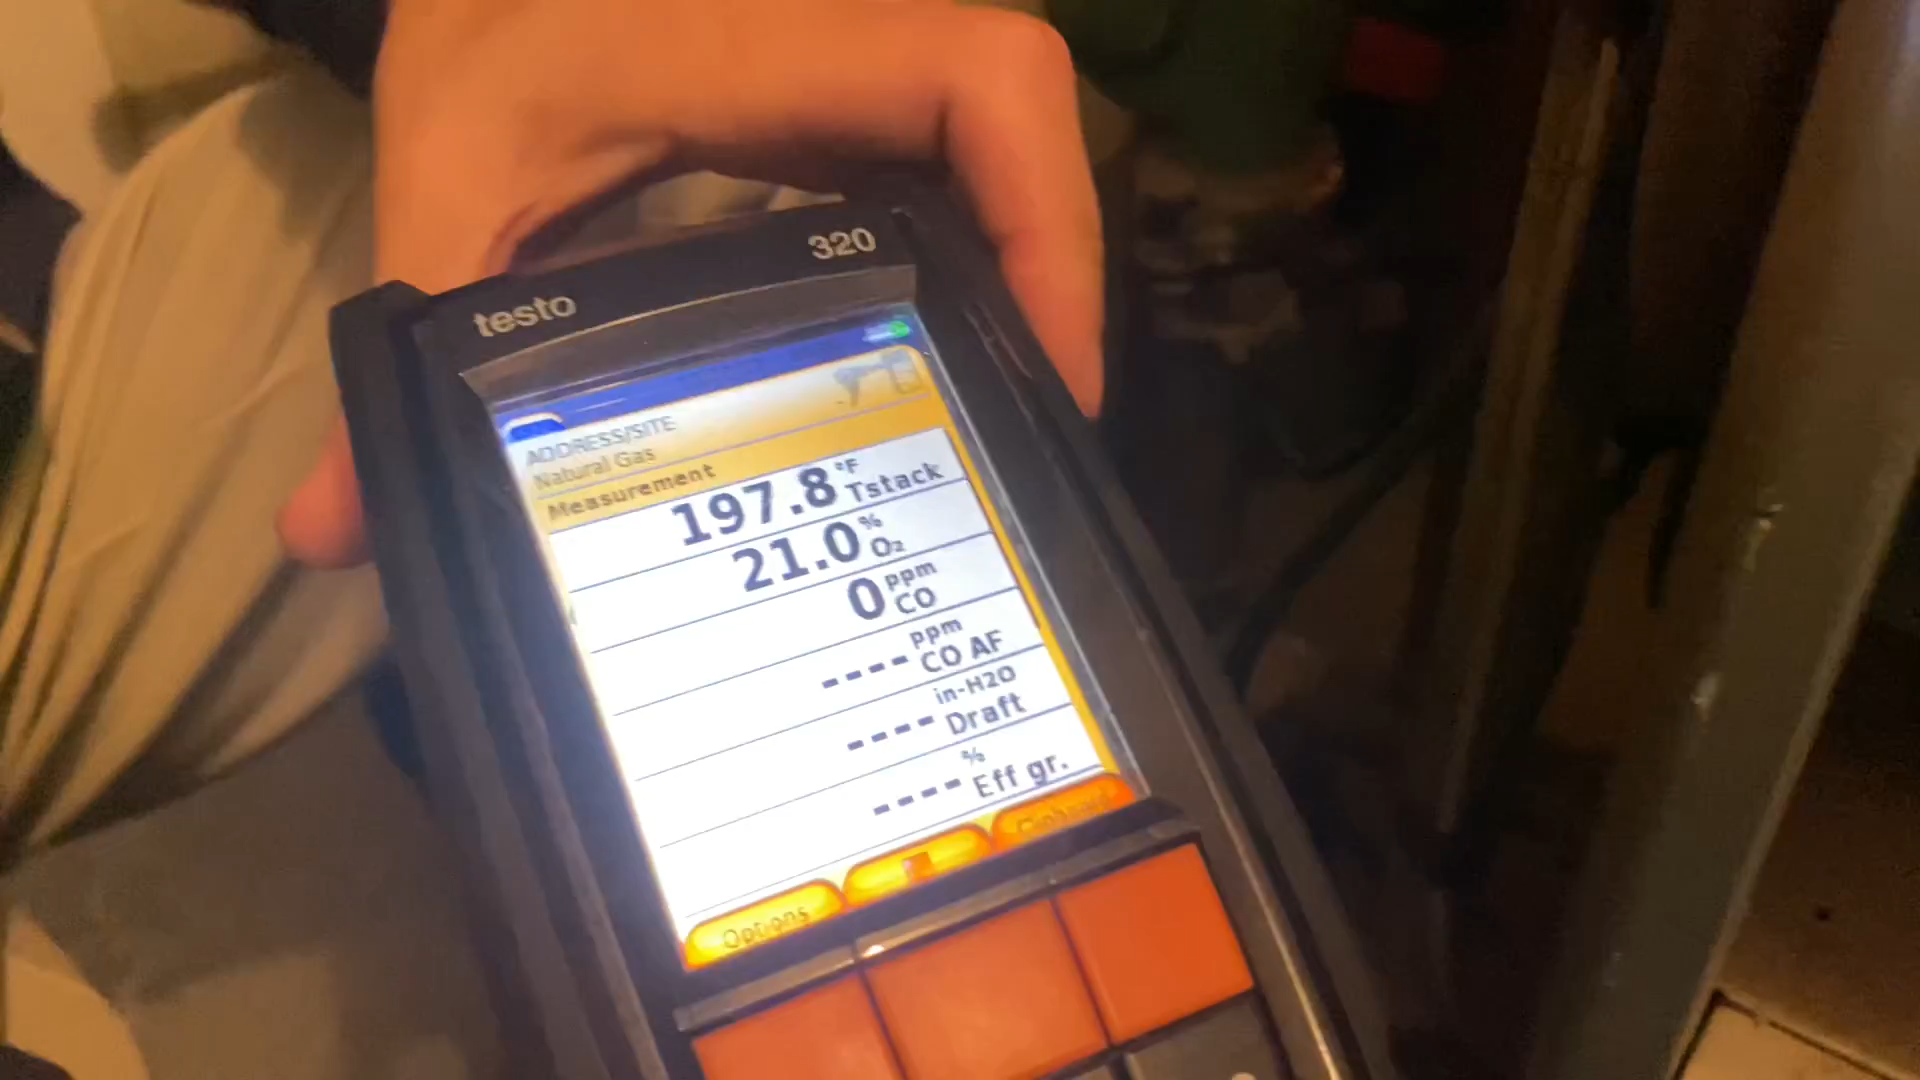 testo 320
ADDRESS/SITE
Natural Gas
Measurement
197.8 °F Tstack
21.0 % O₂
0 ppm CO
---- ppm CO AF
---- in-H2O Draft
---- % Eff gr.
Options